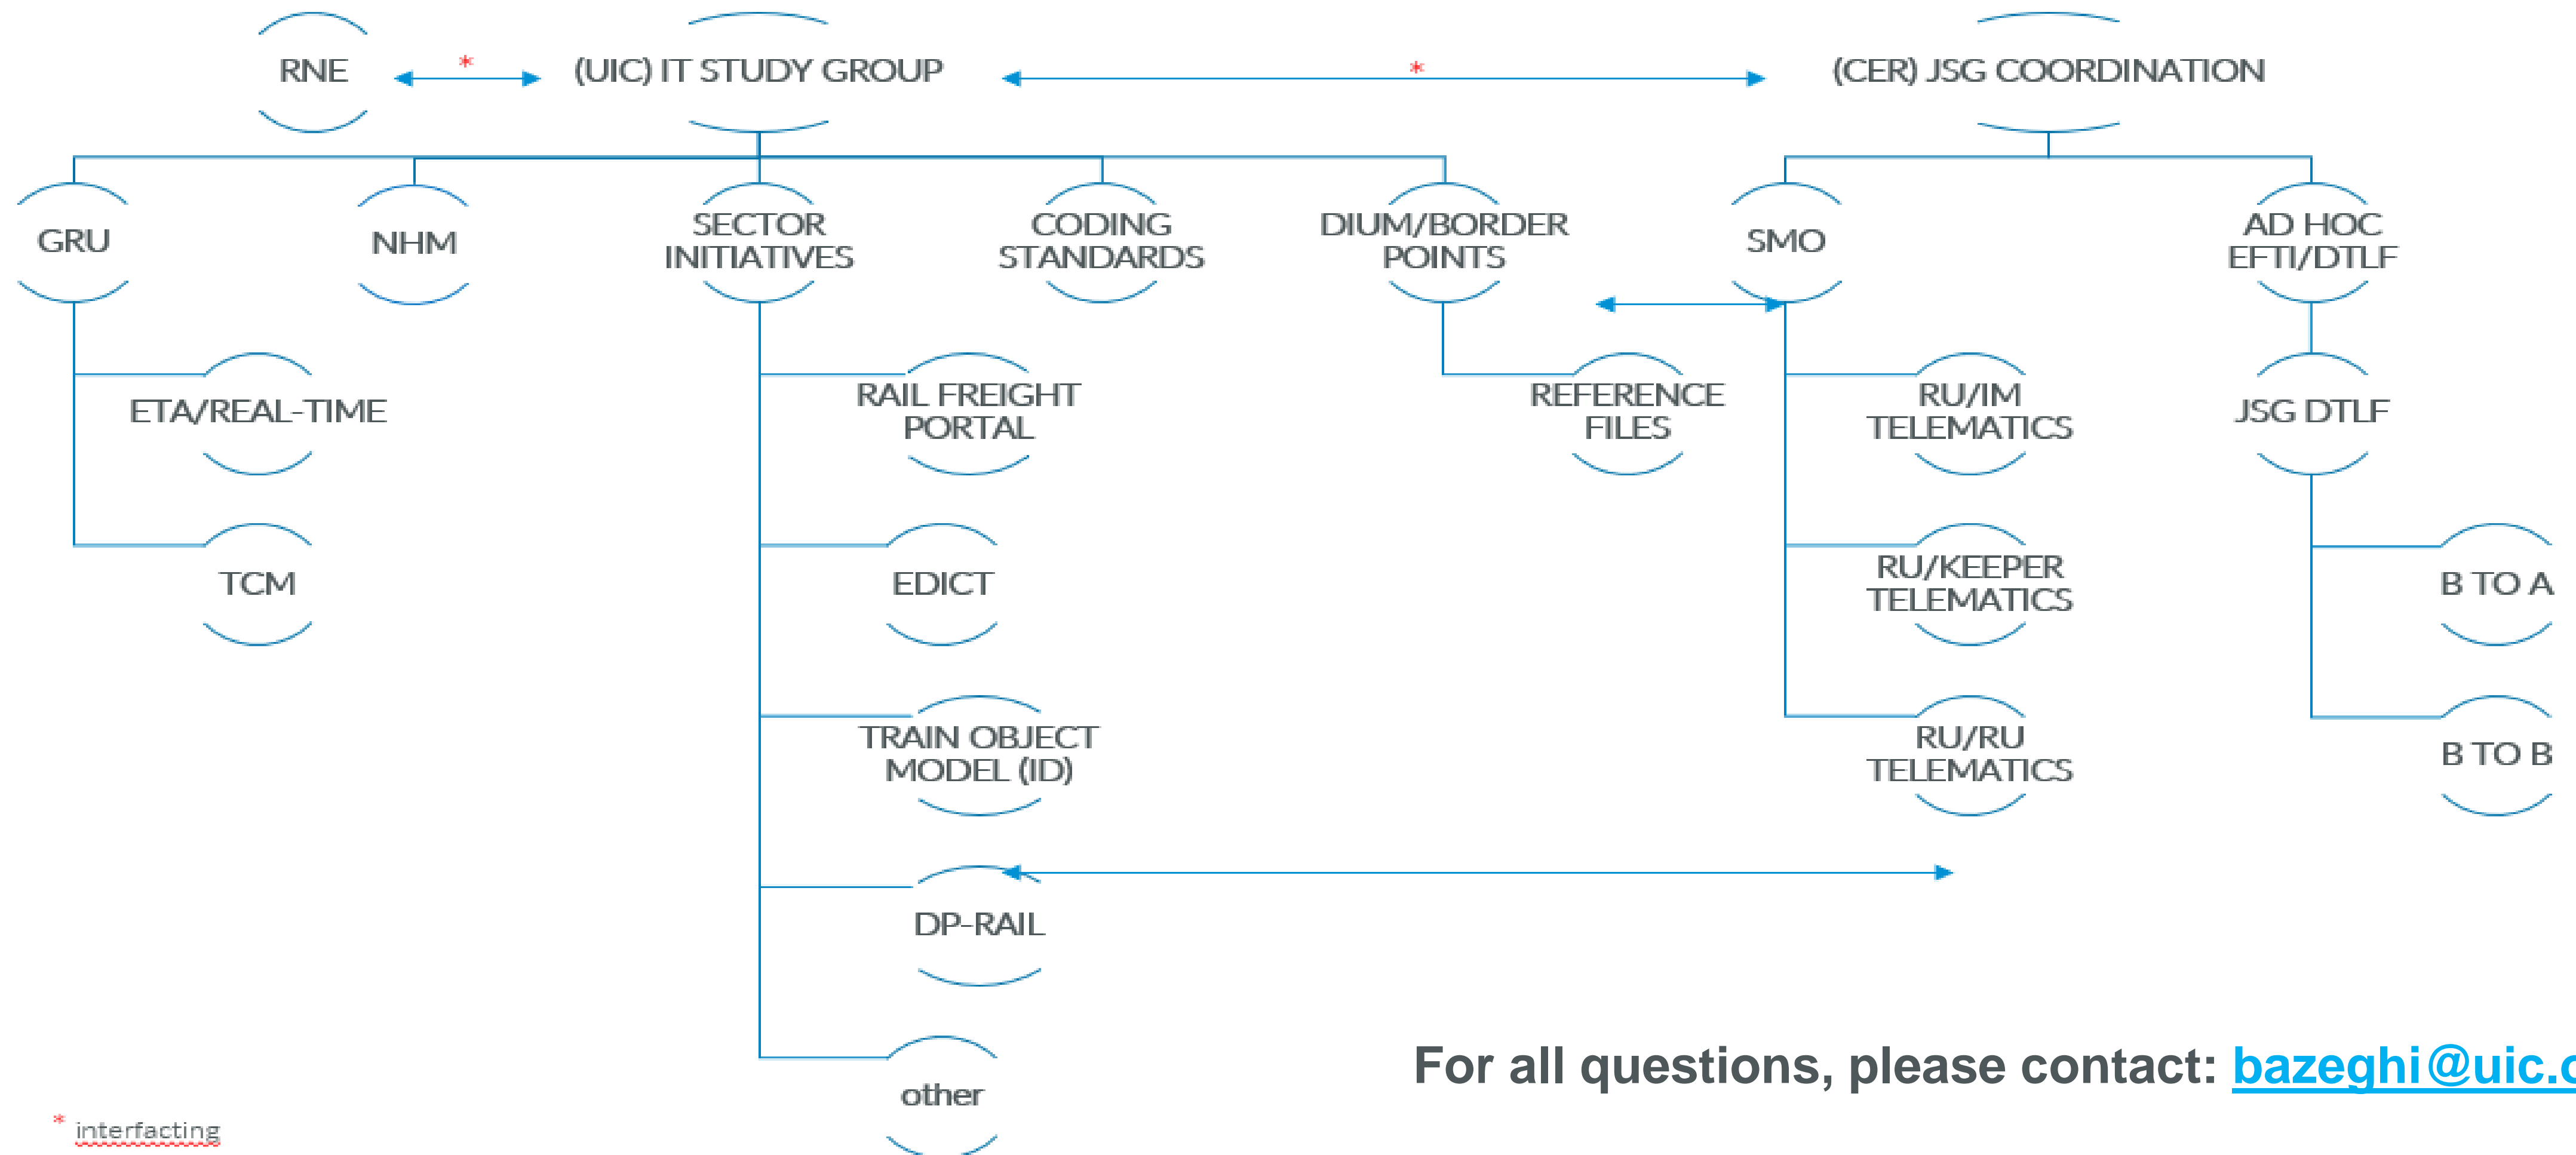 RNE
*
(UIC) IT STUDY GROUP
*
(CER) JSG COORDINATION
GRU
NHM
SECTOR
INITIATIVES
CODING
STANDARDS
DIUM/BORDER
POINTS
SMO
AD HOC
EFTI/DTLF
ETA/REAL-TIME
RAIL FREIGHT
PORTAL
REFERENCE
FILES
RU/IM
TELEMATICS
JSG DTLF
TCM
EDICT
RU/KEEPER
TELEMATICS
B TO A
TRAIN OBJECT
MODEL (ID)
RU/RU
TELEMATICS
B TO B
DP-RAIL
other
For all questions, please contact: bazeghi@uic.
* interfacting